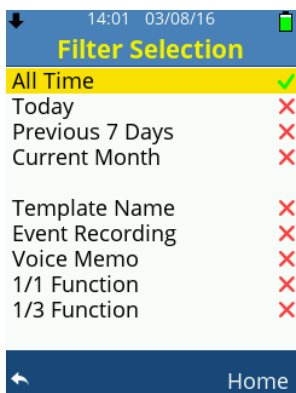 14:01 03/08/16
Filter Selection
All Time
Today
Previous 7 Days
Current Month
Template Name
Event Recording
Voice Memo
1/1 Function
1/3 Function
Home